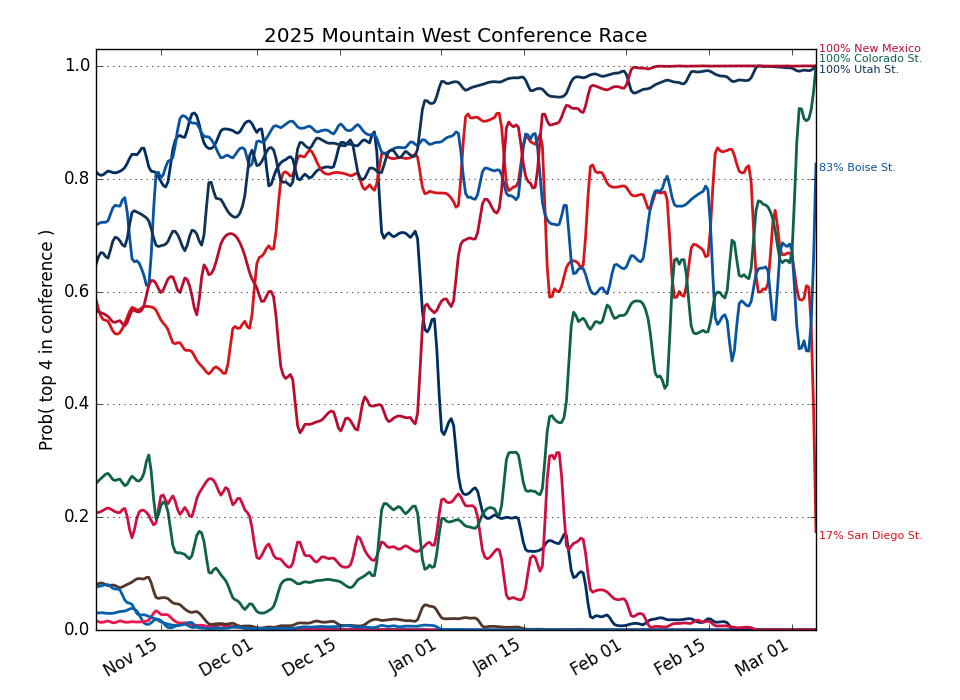 2025 Mountain West Conference Race
Prob( top 4 in conference )
1.0
0.8
0.6
0.4
0.2
0.0
Nov 15
Dec 01
Dec 15
Jan 01
Jan 15
Feb 01
Feb 15
Mar 01
100% New Mexico
100% Colorado St.
100% Utah St.
83% Boise St.
17% San Diego St.